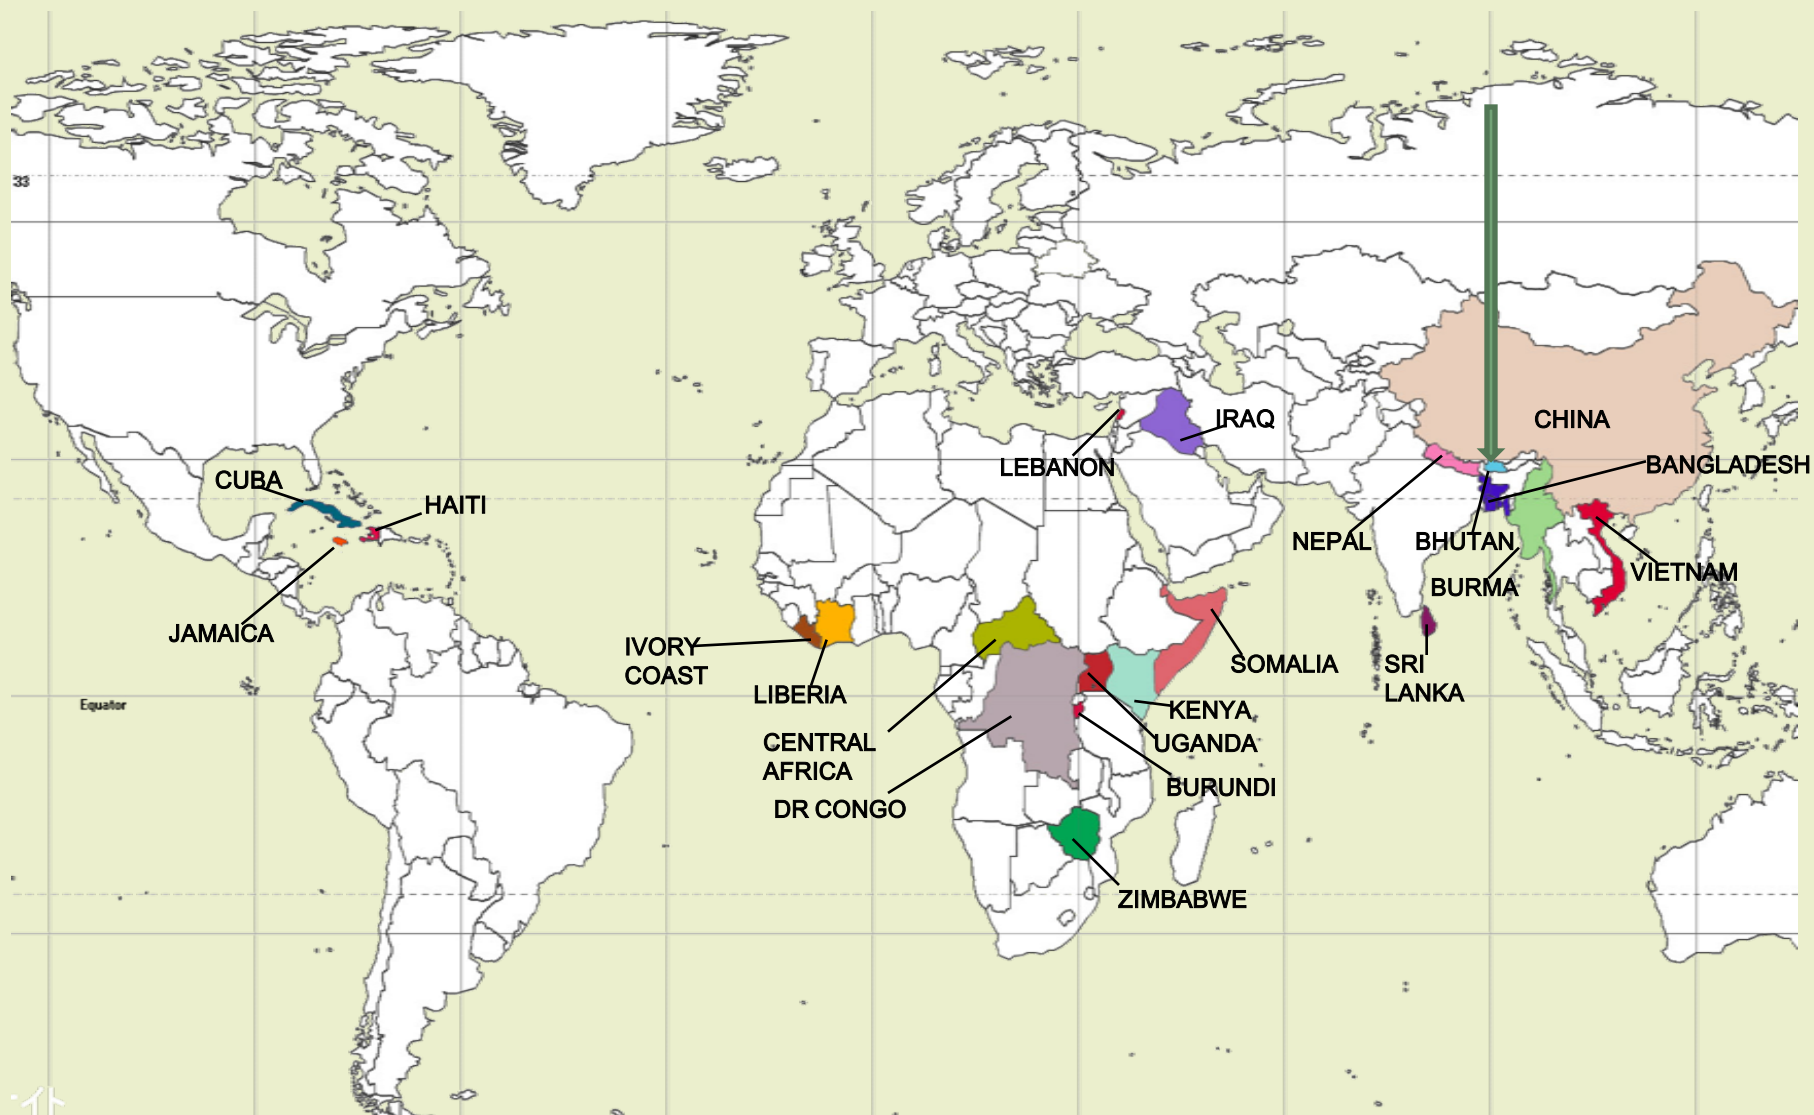 33
CHINA
IRAQ
LEBANON
BANGLADESH
CUBA
HAITI
NEPAL
BHUTAN
VIETNAM
BURMA
JAMAICA
IVORY
COAST
SOMALIA
SRI
LANKA
LIBERIA
Equator
KENYA
CENTRAL
AFRICA
UGANDA
BURUNDI
DR CONGO
ZIMBABWE